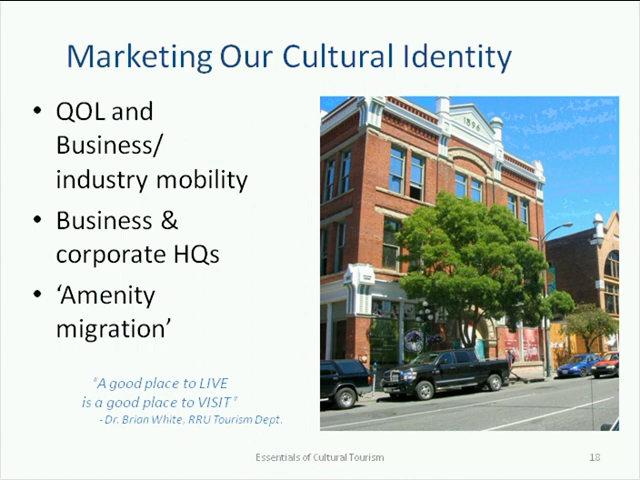 Marketing Our Cultural Identity
• QOL and
Business/
industry mobility
• Business &
corporate HQs
• ‘Amenity
migration’
"A good place to LIVE
is a good place to VISIT"
- Dr. Brian White, RRU Tourism Dept.
1896
Essentials of Cultural Tourism
18